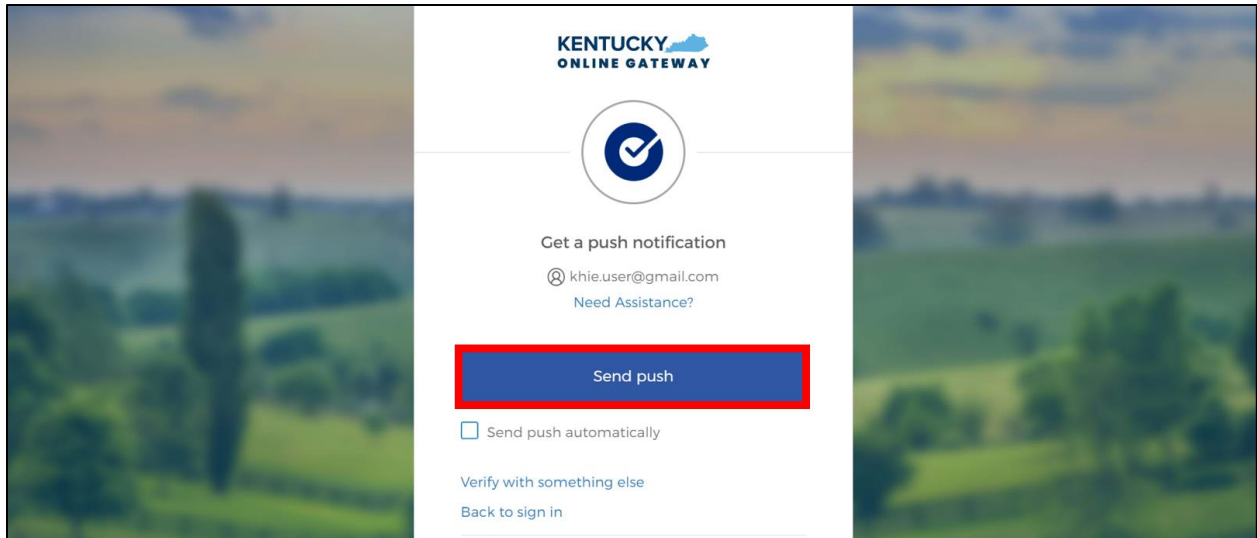 KENTUCKY
ONLINE GATEWAY
Get a push notification
khie.user@gmail.com
Need Assistance?
Send push
Send push automatically
Verify with something else
Back to sign in